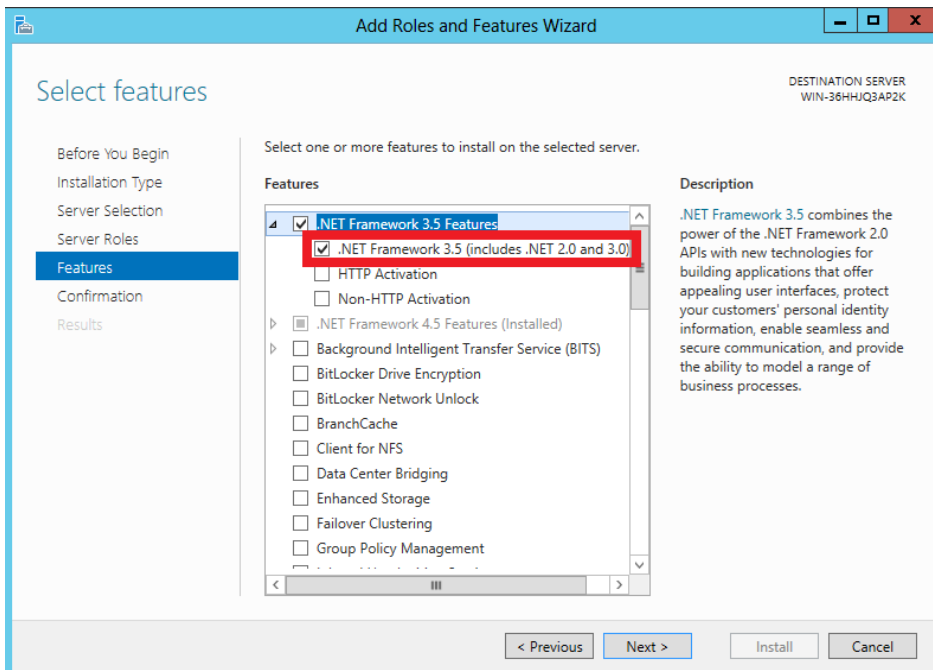 Add Roles and Features Wizard
Select features
DESTINATION SERVER
WIN-36HHJQ3AP2K
Before You Begin
Installation Type
Server Selection
Server Roles
Features
Confirmation
Results
Select one or more features to install on the selected server.
Features
.NET Framework 3.5 Features
.NET Framework 3.5 (includes .NET 2.0 and 3.0)
HTTP Activation
Non-HTTP Activation
.NET Framework 4.5 Features (Installed)
Background Intelligent Transfer Service (BITS)
BitLocker Drive Encryption
BitLocker Network Unlock
BranchCache
Client for NFS
Data Center Bridging
Enhanced Storage
Failover Clustering
Group Policy Management
Description
.NET Framework 3.5 combines the
power of the .NET Framework 2.0
APIs with new technologies for
building applications that offer
appealing user interfaces, protect
your customers' personal identity
information, enable seamless and
secure communication, and provide
the ability to model a range of
business processes.
< Previous
Next >
Install
Cancel